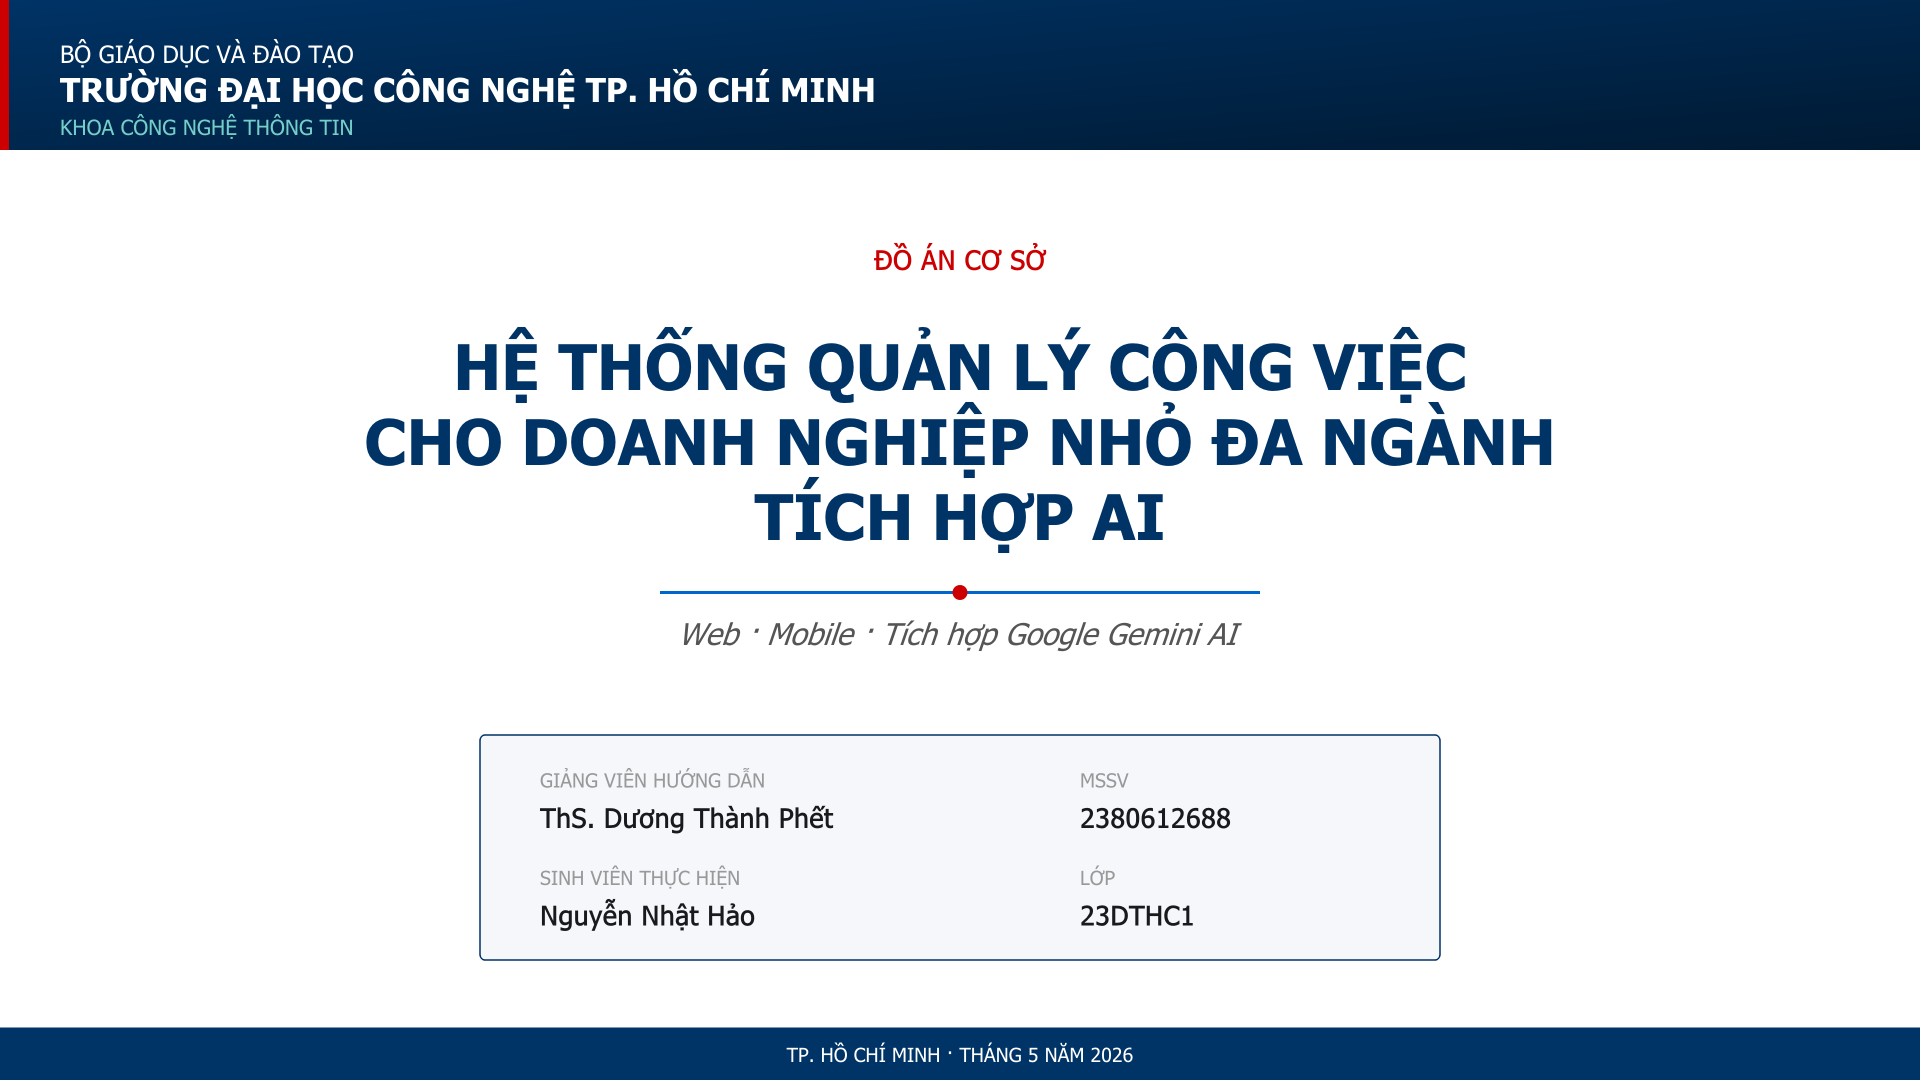 BỘ GIÁO DỤC VÀ ĐÀO TẠO
TRƯỜNG ĐẠI HỌC CÔNG NGHỆ TP. HỒ CHÍ MINH
KHOA CÔNG NGHỆ THÔNG TIN
ĐỒ ÁN CƠ SỞ
HỆ THỐNG QUẢN LÝ CÔNG VIỆC
CHO DOANH NGHIỆP NHỎ ĐA NGÀNH
TÍCH HỢP AI
Web · Mobile · Tích hợp Google Gemini AI
GIẢNG VIÊN HƯỚNG DẪN
ThS. Dương Thành Phết
MSSV
2380612688
SINH VIÊN THỰC HIỆN
Nguyễn Nhật Hảo
LỚP
23DTHC1
TP. HỒ CHÍ MINH · THÁNG 5 NĂM 2026